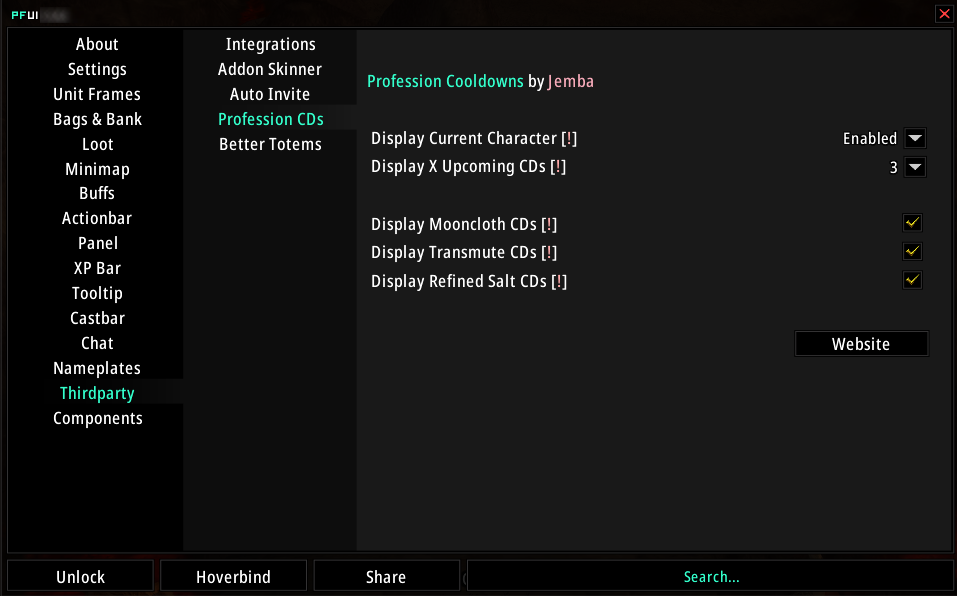 PFUI
About
Settings
Unit Frames
Bags & Bank
Loot
Minimap
Buffs
Actionbar
Panel
XP Bar
Tooltip
Castbar
Chat
Nameplates
Thirdparty
Components
Integrations
Addon Skinner
Auto Invite
Profession CDs
Better Totems
Profession Cooldowns by Jemba
Display Current Character [!] Enabled
Display X Upcoming CDs [!] 3
Display Mooncloth CDs [!]
Display Transmute CDs [!]
Display Refined Salt CDs [!]
Website
Unlock
Hoverbind
Share
Search...